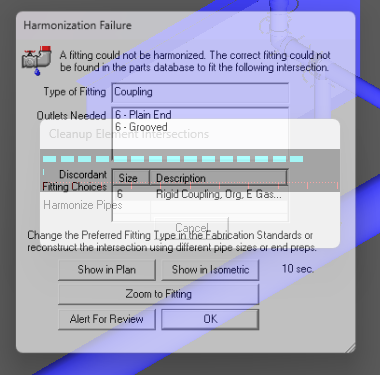 Harmonization Failure
A fitting could not be harmonized. The correct fitting could not
be found in the parts database to fit the following intersection.
Type of Fitting
Coupling
Outlets Needed
6 - Plain End
6 - Grooved
Cleanup Element Intersections
Discordant
Fitting Choices
Size
Description
6
Rigid Coupling, Org, E Gas...
Harmonize Pipes
Cancel
Change the Preferred Fitting Type in the Fabrication Standards or
reconstruct the intersection using different pipe sizes or end preps.
Show in Plan
Show in Isometric
10 sec.
Zoom to Fitting
Alert For Review
OK